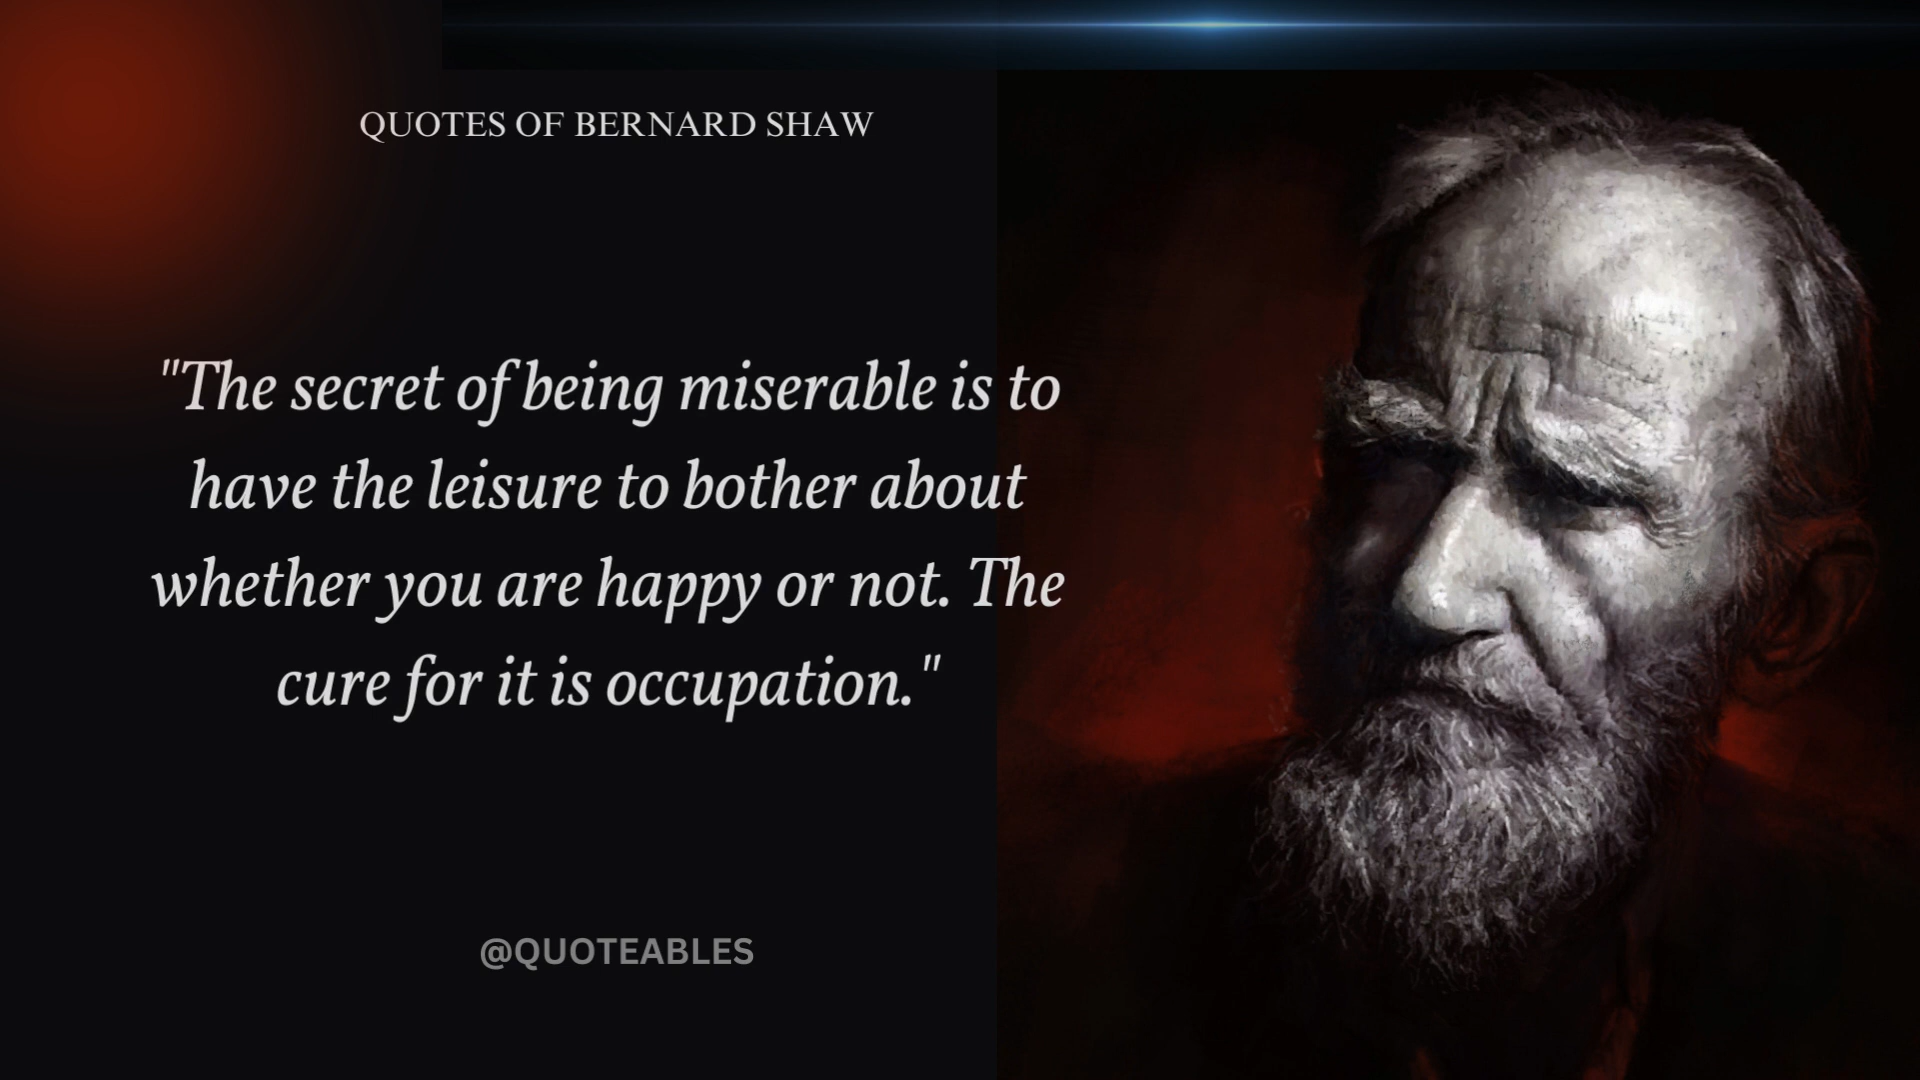 QUOTES OF BERNARD SHAW
"The secret of being miserable is to
have the leisure to bother about
whether you are happy or not. The
cure for it is occupation."
@QUOTEABLES